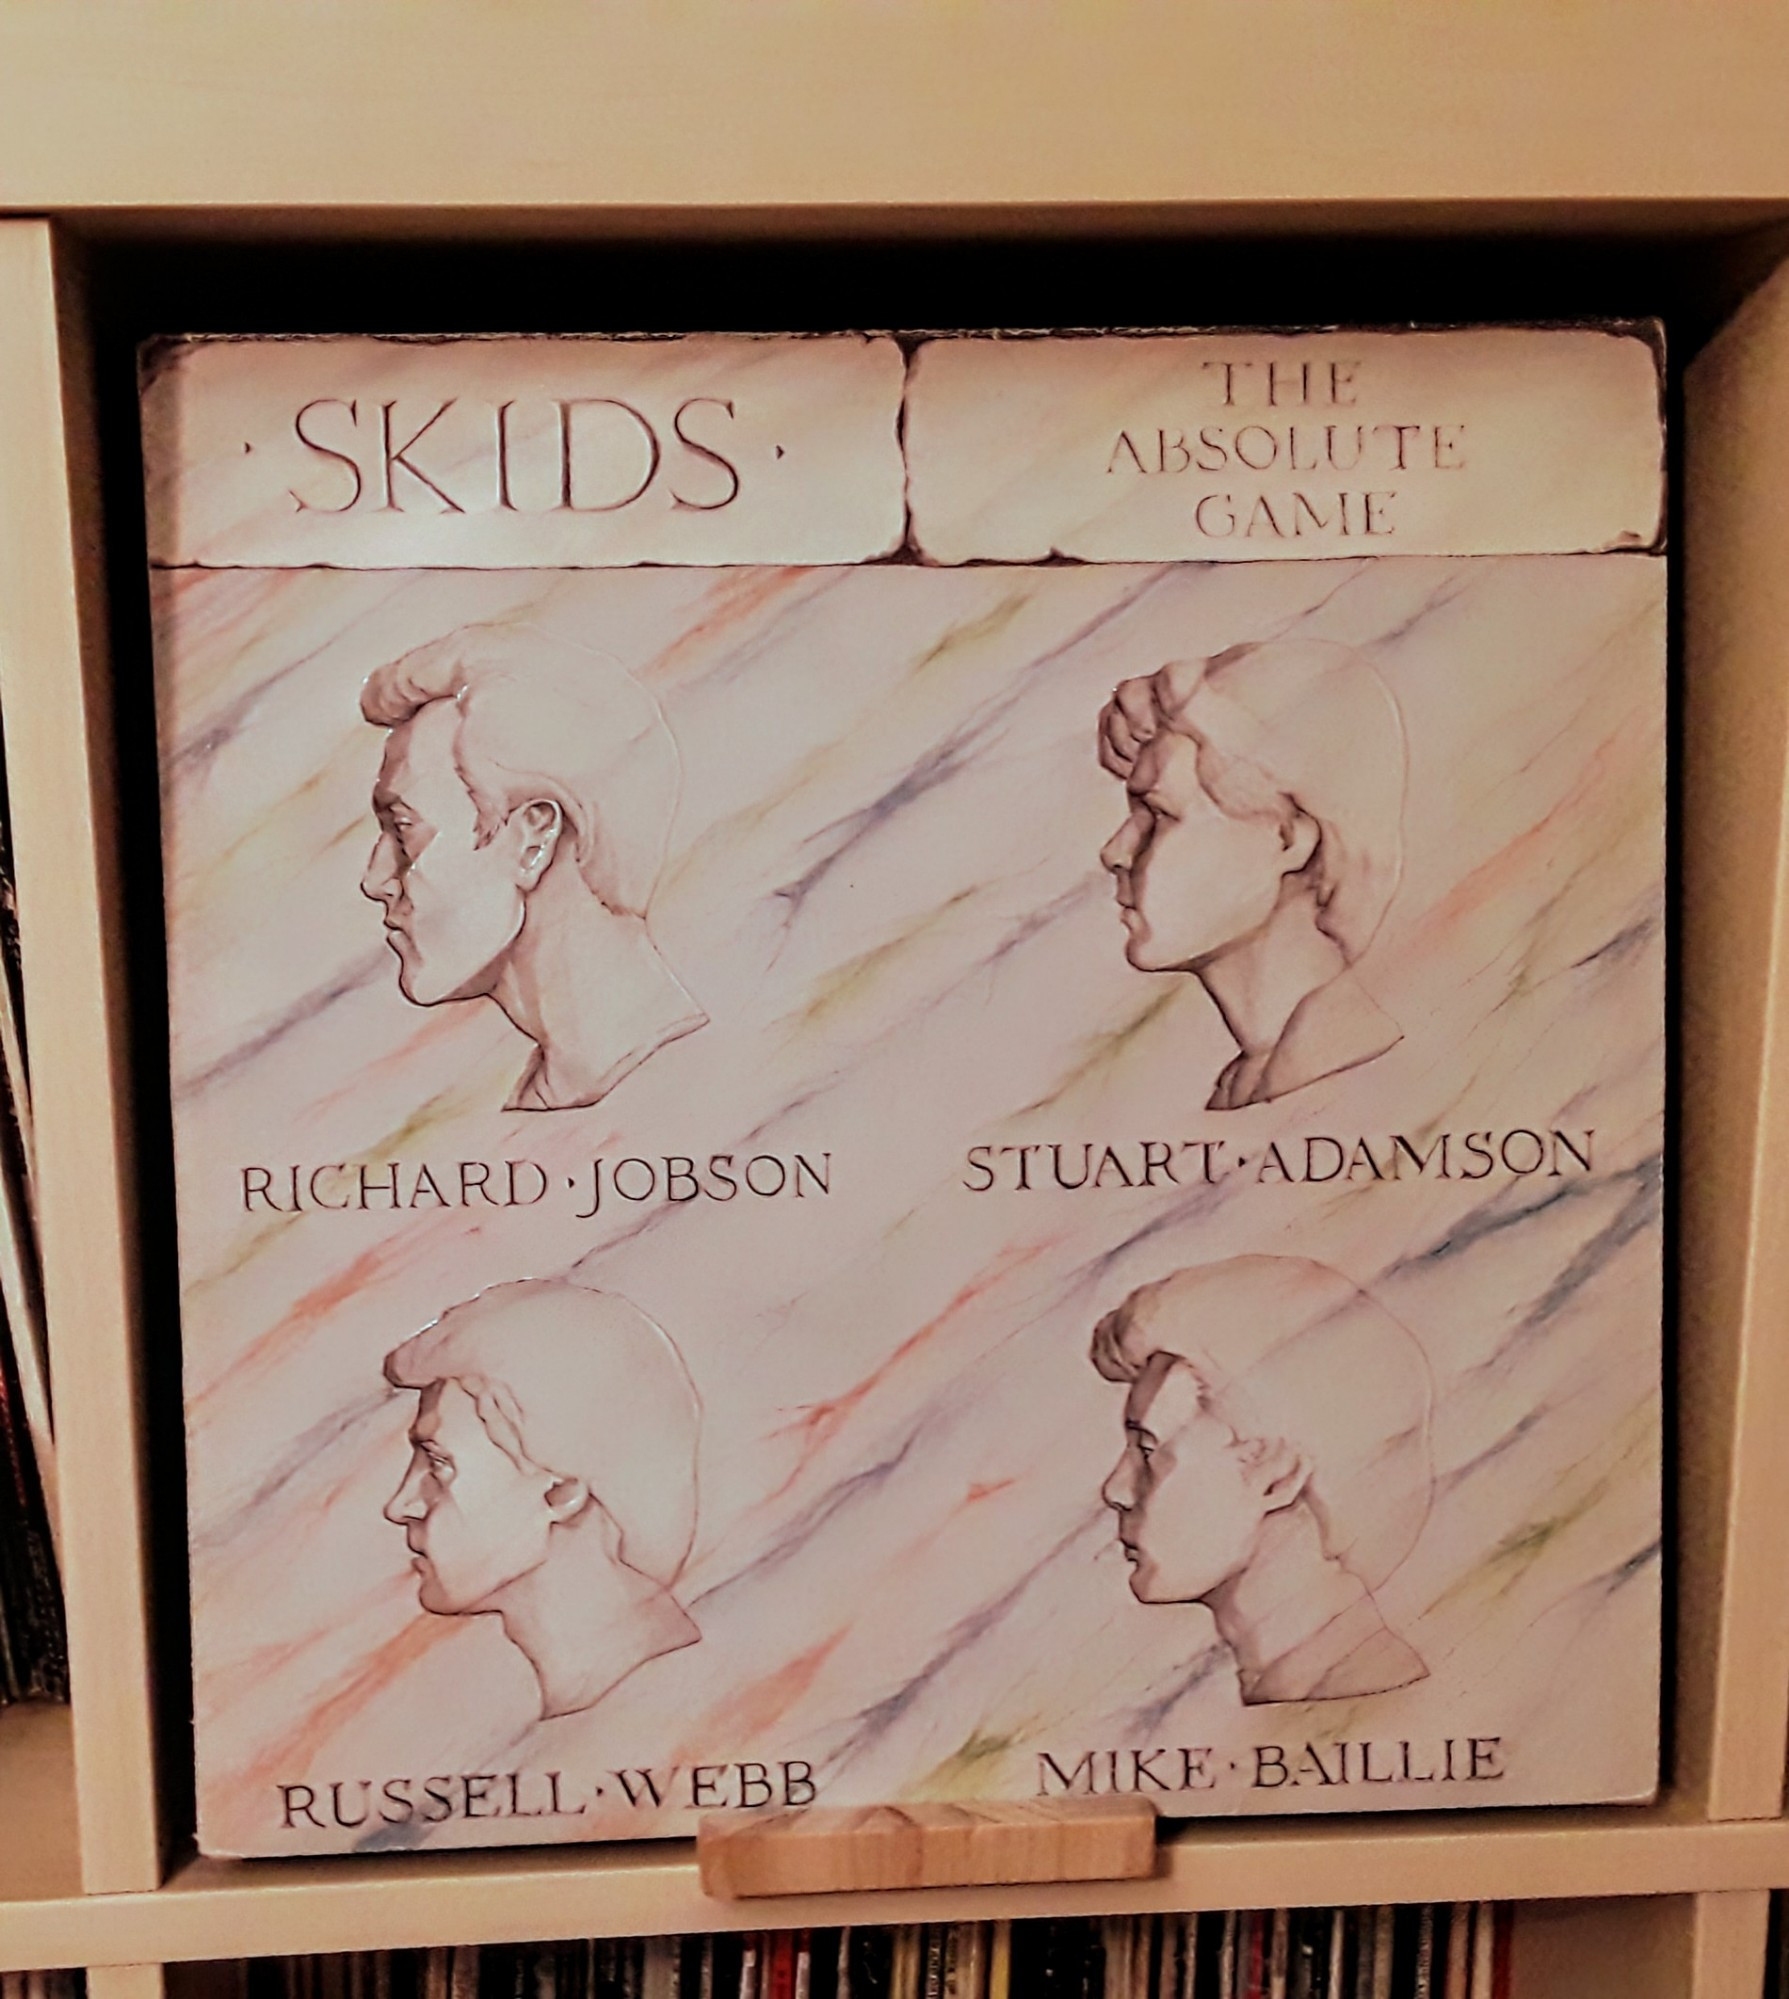 · SKIDS ·
THE
ABSOLUTE
GAME
RICHARD · JOBSON
STUART · ADAMSON
RUSSELL · WEBB
MIKE · BAILLIE